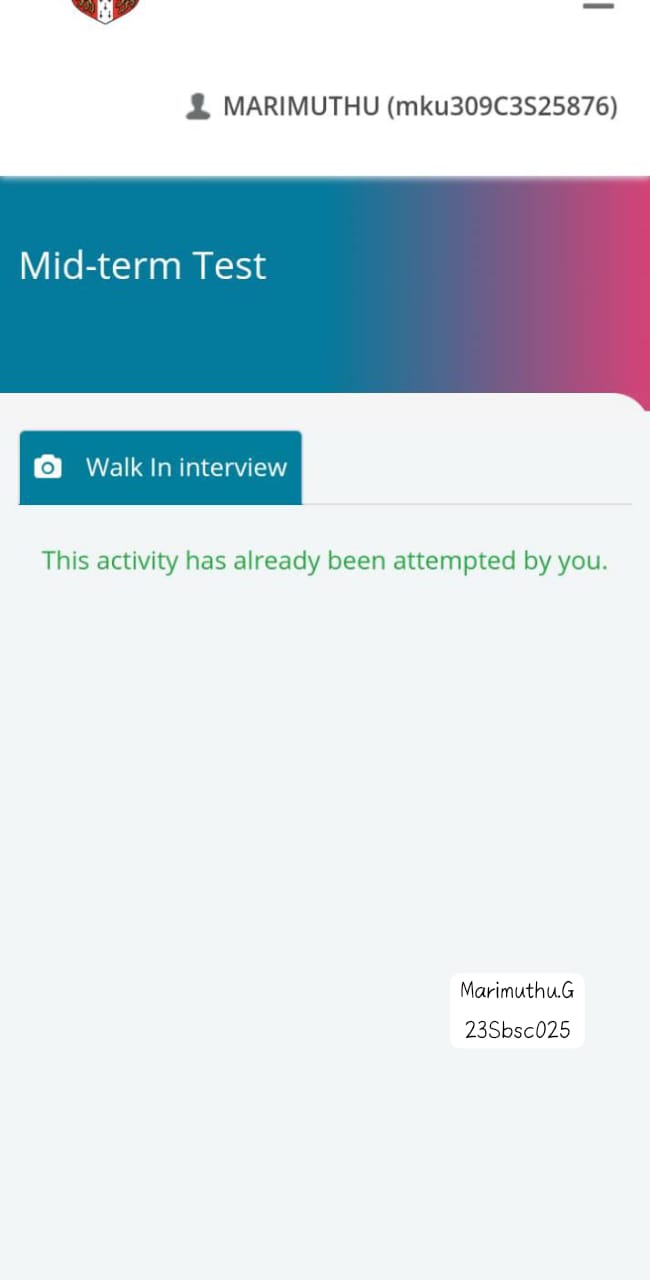 MARIMUTHU (mku309C3S25876)
Mid-term Test
Walk In interview
This activity has already been attempted by you.
Marimuthu.G
23Sbsc025